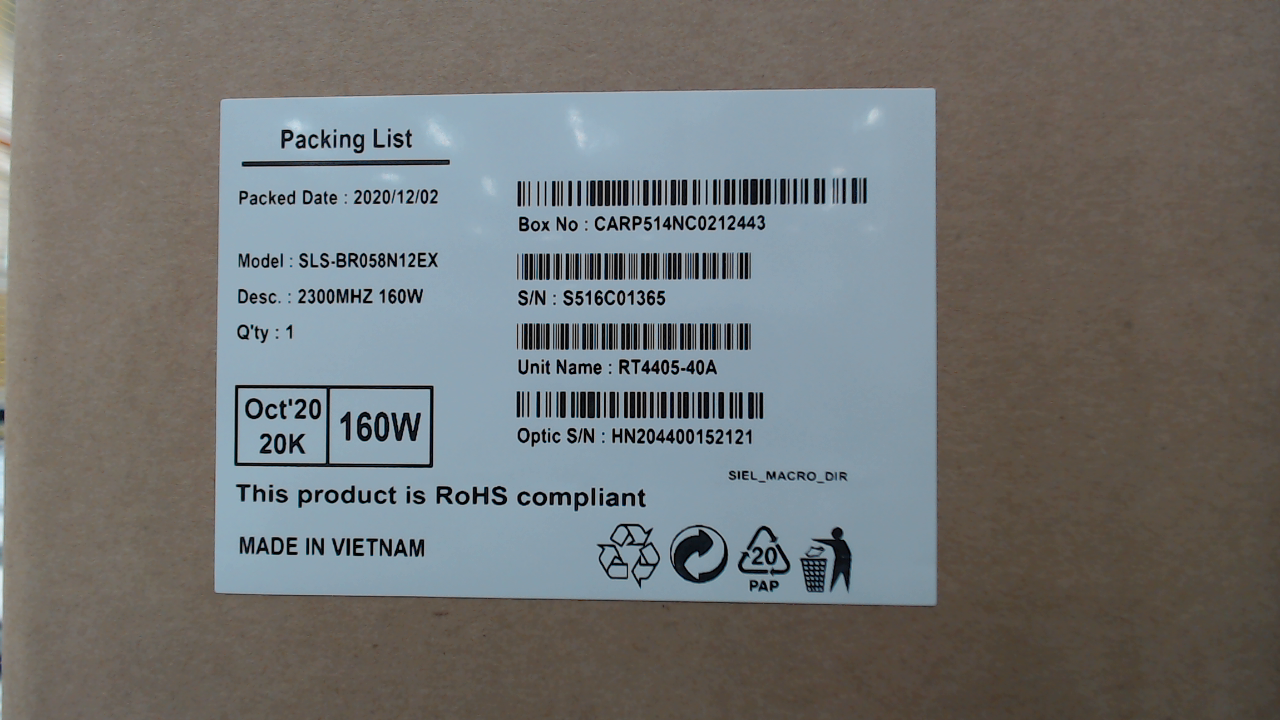 Packing List
Packed Date : 2020/12/02
Model : SLS-BR058N12EX
Desc. : 2300MHZ 160W
Q'ty : 1
Box No : CARP514NC0212443
S/N : S516C01365
Unit Name : RT4405-40A
Optic S/N : HN204400152121
Oct'20
20K
160W
SIEL_MACRO_DIR
This product is RoHS compliant
MADE IN VIETNAM
20
PAP